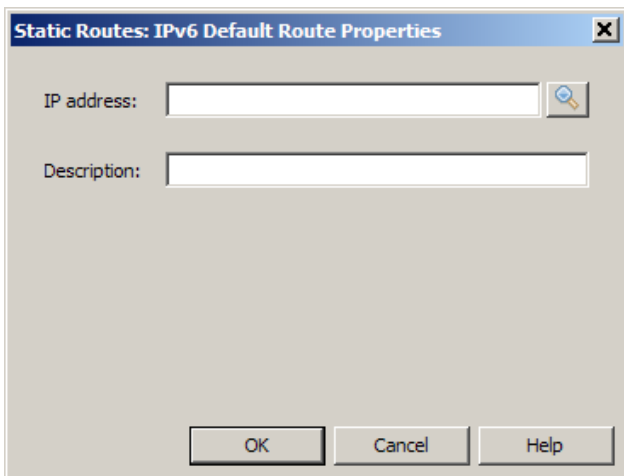 Static Routes: IPv6 Default Route Properties
IP address:
Description:
OK Cancel Help